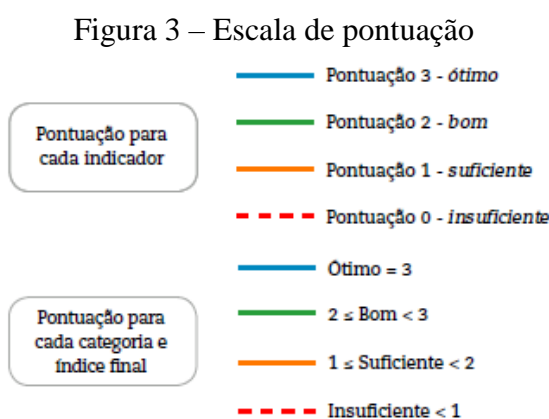 Figura 3 – Escala de pontuação
Pontuação para
cada indicador
Pontuação 3 - ótimo
Pontuação 2 - bom
Pontuação 1 - suficiente
Pontuação 0 - insuficiente
Pontuação para
cada categoria e
índice final
Ótimo = 3
2 ≤ Bom < 3
1 ≤ Suficiente < 2
Insuficiente < 1